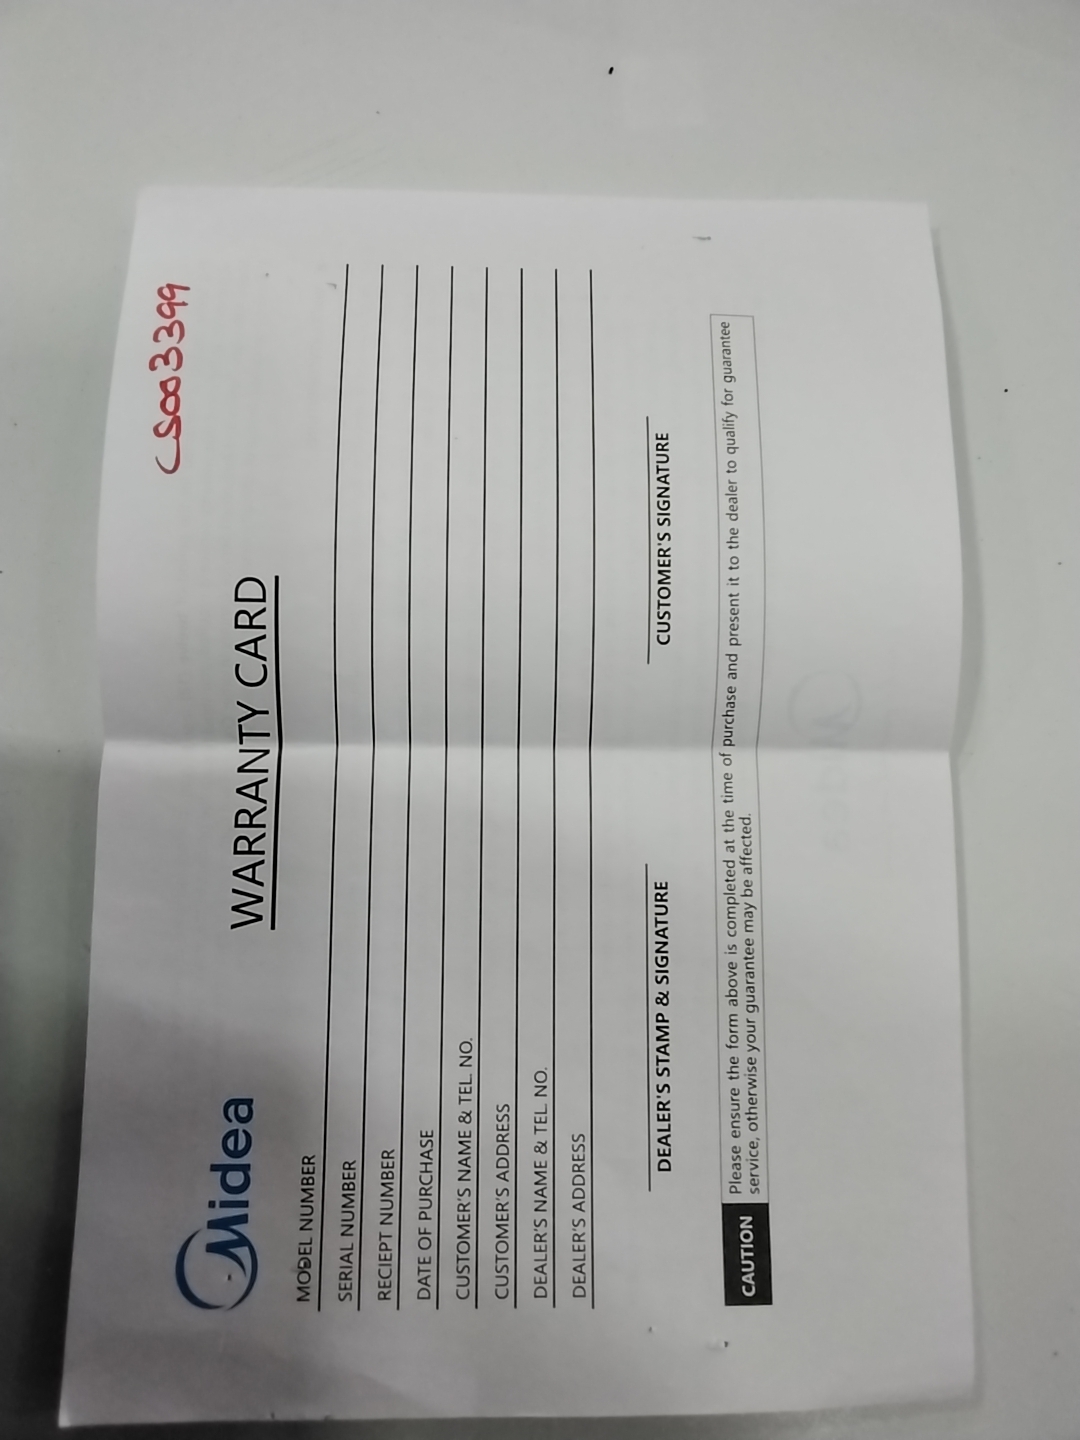 CS003399
Midea
WARRANTY CARD
MODEL NUMBER
SERIAL NUMBER
RECIEPT NUMBER
DATE OF PURCHASE
CUSTOMER'S NAME & TEL. NO.
CUSTOMER'S ADDRESS
DEALER'S NAME & TEL. NO.
DEALER'S ADDRESS
DEALER'S STAMP & SIGNATURE
CUSTOMER'S SIGNATURE
CAUTION
Please ensure the form above is completed at the time of purchase and present it to the dealer to qualify for guarantee
service, otherwise your guarantee may be affected.